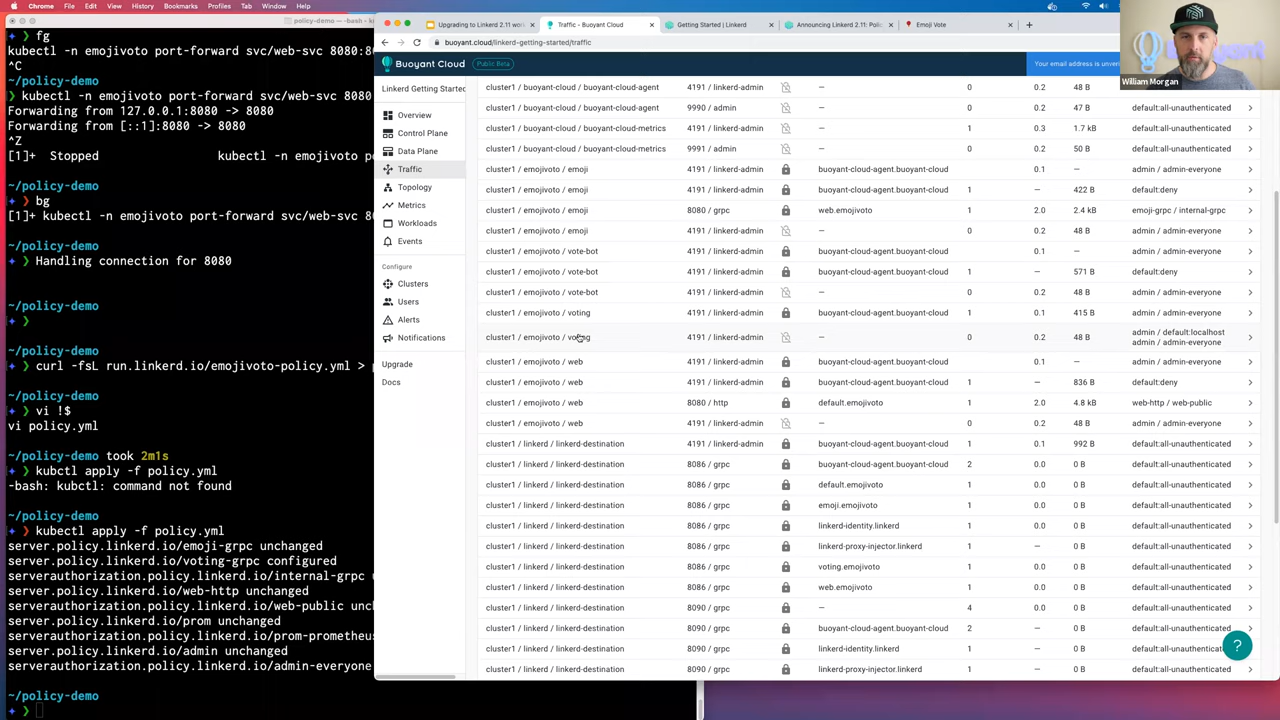 Chrome File Edit View History Bookmarks Profiles Tab Window Help
policy-demo — -bash
fg
kubectl -n emojivoto port-forward svc/web-svc 8080:80
^C
~/policy-demo
kubectl -n emojivoto port-forward svc/web-svc 8080
Forwarding from 127.0.0.1:8080 -> 8080
Forwarding from [::1]:8080 -> 8080
^Z
[1]+ Stopped kubectl -n emojivoto port-forward svc/web-svc 8
~/policy-demo
bg
[1]+ kubectl -n emojivoto port-forward svc/web-svc 8
~/policy-demo
Handling connection for 8080
~/policy-demo
~/policy-demo
curl -fsL run.linkerd.io/emojivoto-policy.yml >
~/policy-demo
vi !$
vi policy.yml
~/policy-demo took 2m1s
kubctl apply -f policy.yml
-bash: kubctl: command not found
~/policy-demo
kubectl apply -f policy.yml
server.policy.linkerd.io/emoji-grpc unchanged
server.policy.linkerd.io/voting-grpc configured
serverauthorization.policy.linkerd.io/internal-grpc u
server.policy.linkerd.io/web-http unchanged
serverauthorization.policy.linkerd.io/web-public unc
server.policy.linkerd.io/prom unchanged
serverauthorization.policy.linkerd.io/prom-prometheus
server.policy.linkerd.io/admin unchanged
serverauthorization.policy.linkerd.io/admin-everyone
~/policy-demo
Upgrading to Linkerd 2.11 wor
Traffic - Buoyant Cloud
Getting Started | Linkerd
Announcing Linkerd 2.11: Poli
Emoji Vote
buoyant.cloud/linkerd-getting-started/traffic
Buoyant Cloud Public Beta
Your email address is unveri
William Morgan
Linkerd Getting Started
Overview
Control Plane
Data Plane
Traffic
Topology
Metrics
Workloads
Events
Configure
Clusters
Users
Alerts
Notifications
Upgrade
Docs
cluster1 / buoyant-cloud / buoyant-cloud-agent 4191 / linkerd-admin — 0 0.2 48 B default:all-unauthenticated
cluster1 / buoyant-cloud / buoyant-cloud-agent 9990 / admin — 0 0.2 47 B default:all-unauthenticated
cluster1 / buoyant-cloud / buoyant-cloud-metrics 4191 / linkerd-admin — 1 0.3 1.7 kB default:all-unauthenticated
cluster1 / buoyant-cloud / buoyant-cloud-metrics 9991 / admin — 0 0.2 50 B default:all-unauthenticated
cluster1 / emojivoto / emoji 4191 / linkerd-admin buoyant-cloud-agent.buoyant-cloud 0.1 — admin / admin-everyone
cluster1 / emojivoto / emoji 4191 / linkerd-admin buoyant-cloud-agent.buoyant-cloud 1 — 422 B default:deny
cluster1 / emojivoto / emoji 8080 / grpc web.emojivoto 1 2.0 2.4 kB emoji-grpc / internal-grpc
cluster1 / emojivoto / emoji 4191 / linkerd-admin — 0 0.2 48 B admin / admin-everyone
cluster1 / emojivoto / vote-bot 4191 / linkerd-admin buoyant-cloud-agent.buoyant-cloud 0.1 — admin / admin-everyone
cluster1 / emojivoto / vote-bot 4191 / linkerd-admin buoyant-cloud-agent.buoyant-cloud 1 — 571 B default:deny
cluster1 / emojivoto / vote-bot 4191 / linkerd-admin — 0 0.2 48 B admin / admin-everyone
cluster1 / emojivoto / voting 4191 / linkerd-admin buoyant-cloud-agent.buoyant-cloud 1 0.1 415 B admin / admin-everyone
cluster1 / emojivoto / voting 4191 / linkerd-admin — 0 0.2 48 B admin / default:localhost
admin / admin-everyone
cluster1 / emojivoto / web 4191 / linkerd-admin buoyant-cloud-agent.buoyant-cloud 0.1 — admin / admin-everyone
cluster1 / emojivoto / web 4191 / linkerd-admin buoyant-cloud-agent.buoyant-cloud 1 — 836 B default:deny
cluster1 / emojivoto / web 8080 / http default.emojivoto 1 2.0 4.8 kB web-http / web-public
cluster1 / emojivoto / web 4191 / linkerd-admin — 0 0.2 48 B admin / admin-everyone
cluster1 / linkerd / linkerd-destination 4191 / linkerd-admin buoyant-cloud-agent.buoyant-cloud 1 0.1 992 B default:all-unauthenticated
cluster1 / linkerd / linkerd-destination 8086 / grpc buoyant-cloud-agent.buoyant-cloud 2 0.0 0 B default:all-unauthenticated
cluster1 / linkerd / linkerd-destination 8086 / grpc default.emojivoto 1 0.0 0 B default:all-unauthenticated
cluster1 / linkerd / linkerd-destination 8086 / grpc emoji.emojivoto 1 0.0 0 B default:all-unauthenticated
cluster1 / linkerd / linkerd-destination 8086 / grpc linkerd-identity.linkerd 1 0.0 0 B default:all-unauthenticated
cluster1 / linkerd / linkerd-destination 8086 / grpc linkerd-proxy-injector.linkerd 1 — 0 B default:all-unauthenticated
cluster1 / linkerd / linkerd-destination 8086 / grpc voting.emojivoto 1 0.0 0 B default:all-unauthenticated
cluster1 / linkerd / linkerd-destination 8086 / grpc web.emojivoto 1 0.0 0 B default:all-unauthenticated
cluster1 / linkerd / linkerd-destination 8090 / grpc — 4 0.0 0 B default:all-unauthenticated
cluster1 / linkerd / linkerd-destination 8090 / grpc buoyant-cloud-agent.buoyant-cloud 2 0.0 0 B default:all-unauthenticated
cluster1 / linkerd / linkerd-destination 8090 / grpc linkerd-identity.linkerd 1 0.0 0 B default:all-unauthenticated
cluster1 / linkerd / linkerd-destination 8090 / grpc linkerd-proxy-injector.linkerd 1 0.0 0 B default:all-unauthenticated